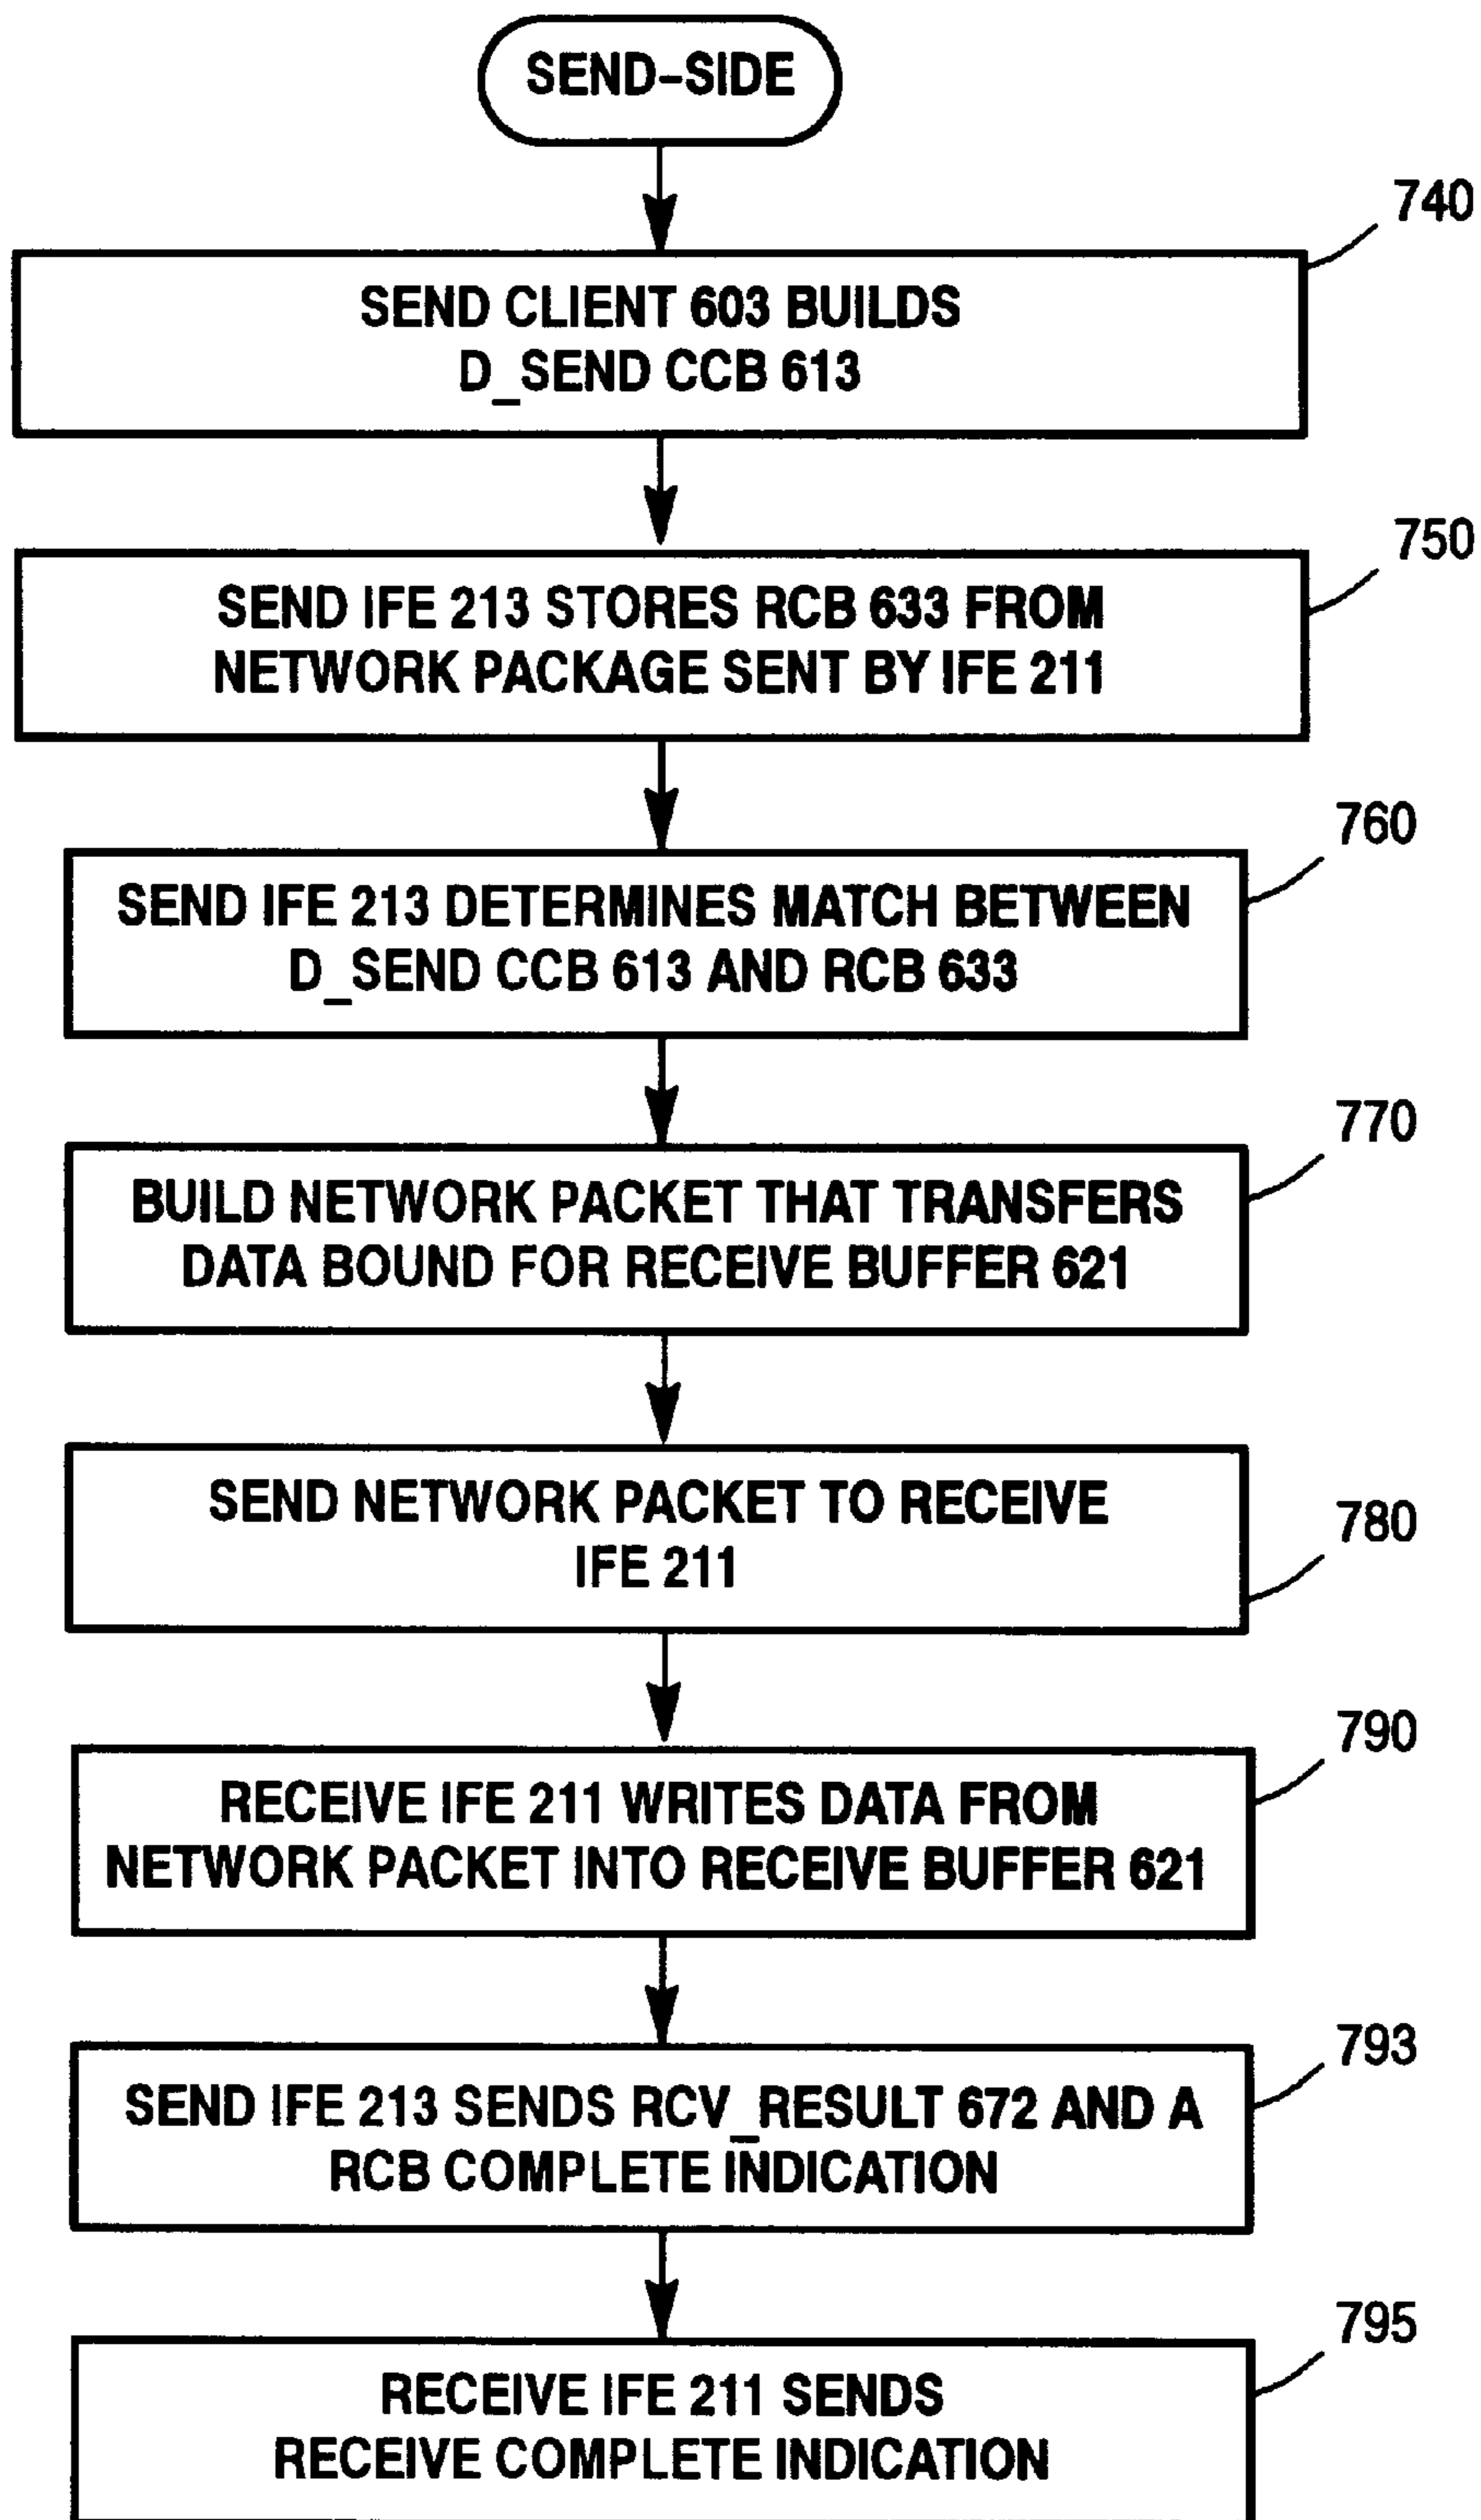 SEND-SIDE
740
SEND CLIENT 603 BUILDS
D_SEND CCB 613
750
SEND IFE 213 STORES RCB 633 FROM
NETWORK PACKAGE SENT BY IFE 211
760
SEND IFE 213 DETERMINES MATCH BETWEEN
D_SEND CCB 613 AND RCB 633
770
BUILD NETWORK PACKET THAT TRANSFERS
DATA BOUND FOR RECEIVE BUFFER 621
SEND NETWORK PACKET TO RECEIVE
780
IFE 211
790
RECEIVE IFE 211 WRITES DATA FROM
NETWORK PACKET INTO RECEIVE BUFFER 621
793
SEND IFE 213 SENDS RCV_RESULT 672 AND A
RCB COMPLETE INDICATION
795
RECEIVE IFE 211 SENDS
RECEIVE COMPLETE INDICATION